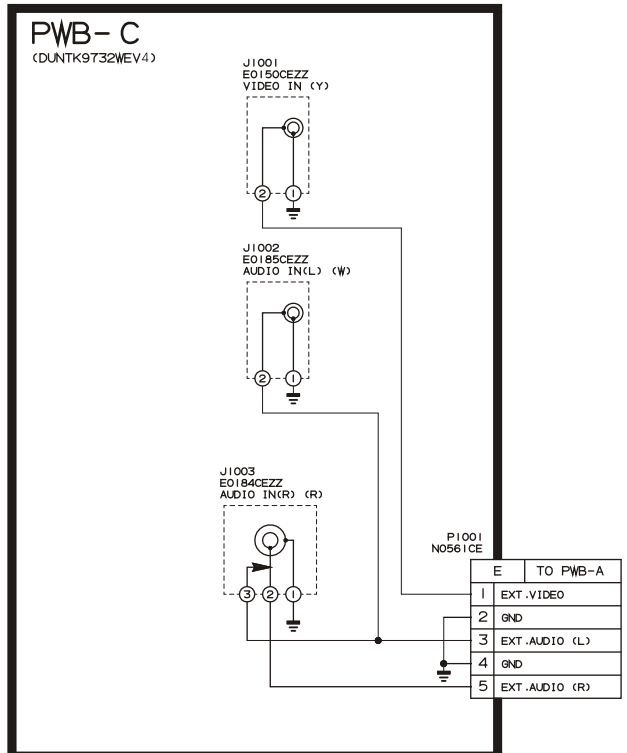 PWB-C
(DUNTK9732WEV4)
J1001
E0150CEZZ
VIDEO IN (Y)
2 1
J1002
E0185CEZZ
AUDIO IN(L) (W)
2 1
J1003
E0184CEZZ
AUDIO IN(R) (R)
3 2 1
P1001
N0561CE
E TO PWB-A
1 EXT.VIDEO
2 GND
3 EXT.AUDIO (L)
4 GND
5 EXT.AUDIO (R)